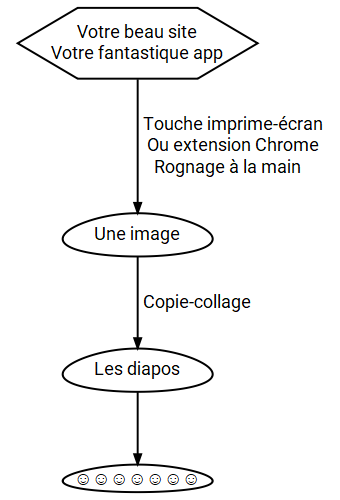 Votre beau site
Votre fantastique app
Touche imprime-écran
Ou extension Chrome
Rognage à la main
Une image
Copie-collage
Les diapos
☺☺☺☺☺☺☺